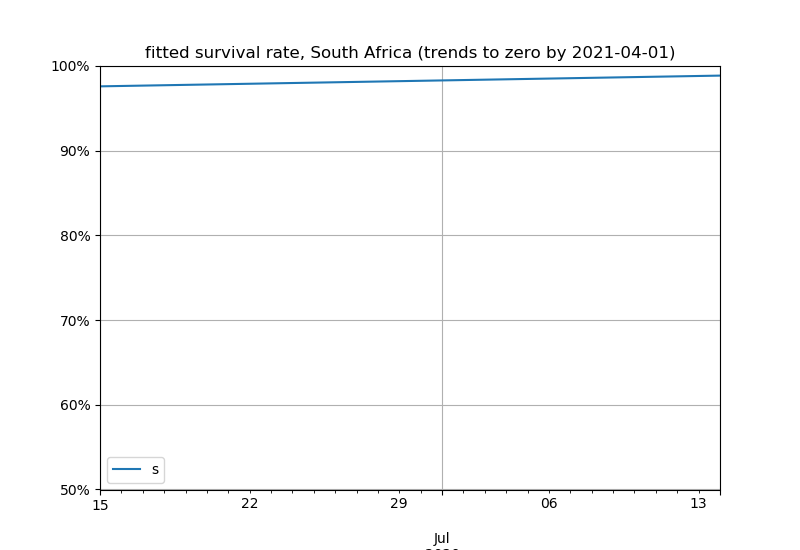 fitted survival rate, South Africa (trends to zero by 2021-04-01)
100%
90%
80%
70%
60%
50%
s
15 22 29 06 13
Jul